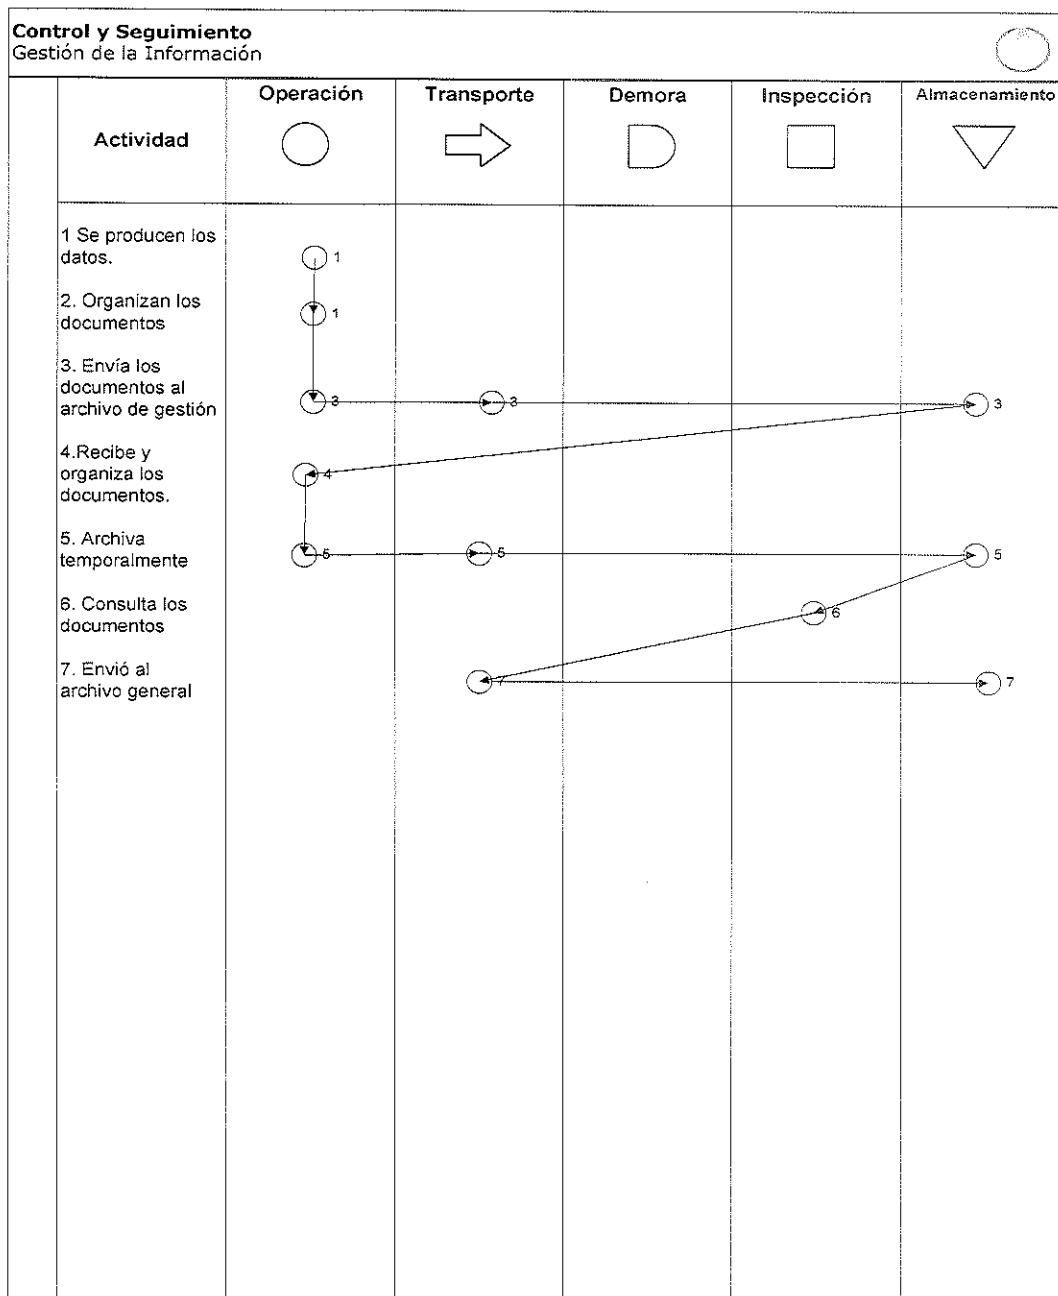 Control y Seguimiento
Gestión de la Información
Operación
Transporte
Demora
Inspección
Almacenamiento
Actividad
1 Se producen los
datos.
1
2. Organizan los
documentos
1
3. Envía los
documentos al
archivo de gestión
3
3
3
4.Recibe y
organiza los
documentos.
4
5. Archiva
temporalmente
5
5
5
6. Consulta los
documentos
6
7. Envió al
archivo general
7
7